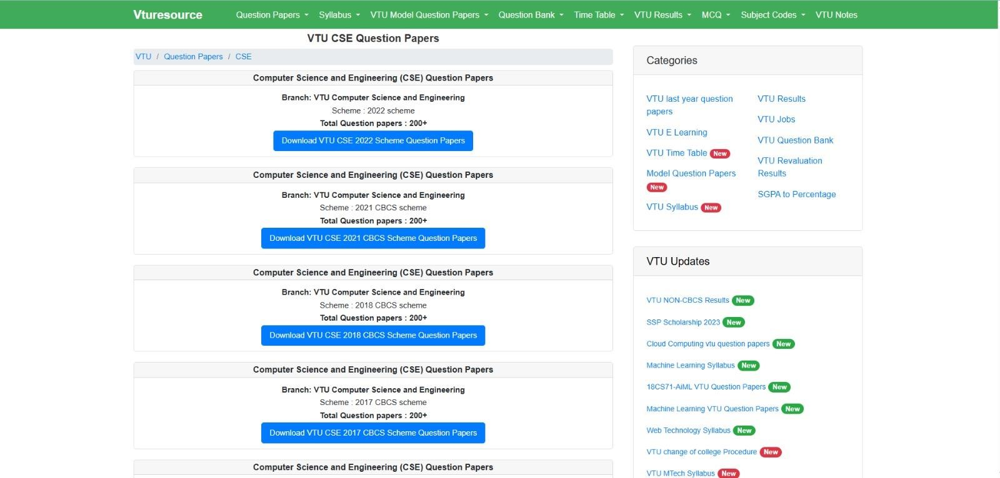 Vturesource
Question Papers
Syllabus
VTU Model Question Papers
Question Bank
Time Table
VTU Results
MCQ
Subject Codes
VTU Notes
VTU CSE Question Papers
VTU / Question Papers / CSE
Computer Science and Engineering (CSE) Question Papers
Branch: VTU Computer Science and Engineering
Scheme : 2022 scheme
Total Question papers : 200+
Download VTU CSE 2022 Scheme Question Papers
Computer Science and Engineering (CSE) Question Papers
Branch: VTU Computer Science and Engineering
Scheme : 2021 CBCS scheme
Total Question papers : 200+
Download VTU CSE 2021 CBCS Scheme Question Papers
Computer Science and Engineering (CSE) Question Papers
Branch: VTU Computer Science and Engineering
Scheme : 2018 CBCS scheme
Total Question papers : 200+
Download VTU CSE 2018 CBCS Scheme Question Papers
Computer Science and Engineering (CSE) Question Papers
Branch: VTU Computer Science and Engineering
Scheme : 2017 CBCS scheme
Total Question papers : 200+
Download VTU CSE 2017 CBCS Scheme Question Papers
Computer Science and Engineering (CSE) Question Papers
Categories
VTU last year question
papers
VTU E Learning
VTU Time Table New
Model Question Papers
New
VTU Syllabus New
VTU Results
VTU Jobs
VTU Question Bank
VTU Revaluation
Results
SGPA to Percentage
VTU Updates
VTU NON-CBCS Results New
SSP Scholarship 2023 New
Cloud Computing vtu question papers New
Machine Learning Syllabus New
18CS71-AiML VTU Question Papers New
Machine Learning VTU Question Papers New
Web Technology Syllabus New
VTU change of college Procedure New
VTU MTech Syllabus New